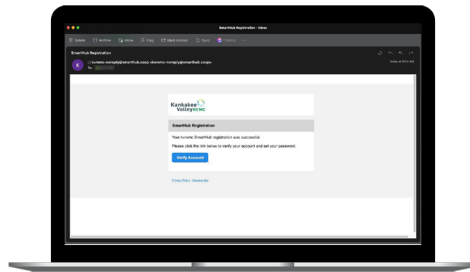 SmartHub Registration - Inbox
Delete Archive Move Flag Mark Unread Sync
SmartHub Registration
K
To:
Kankakee
Valley REMC
SmartHub Registration
Your kvremc SmartHub registration was successful.
Please click the link below to verify your account and set your password.
Verify Account
Privacy Policy Unsubscribe